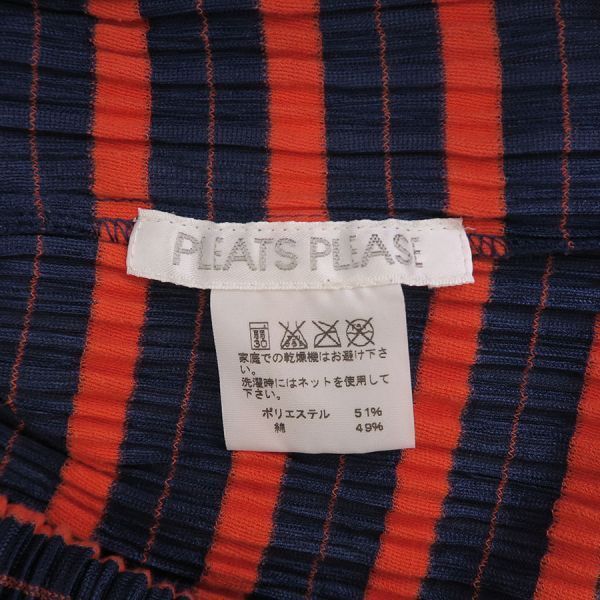 PLEATS PLEASE
弱
30
家庭での乾燥機はお避け下さ
い。
洗濯時にはネットを使用して
下さい。
ポリエステル 51%
綿 49%